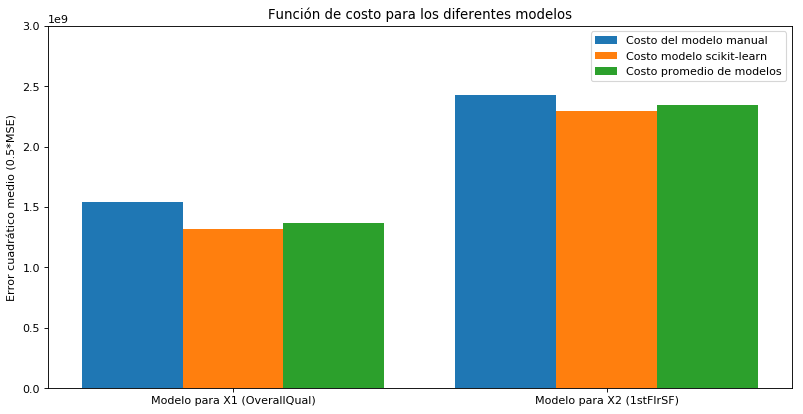 Función de costo para los diferentes modelos
1e9
Costo del modelo manual
Costo modelo scikit-learn
Costo promedio de modelos
Error cuadrático medio (0.5*MSE)
3.0
2.5
2.0
1.5
1.0
0.5
0.0
Modelo para X1 (OverallQual)
Modelo para X2 (1stFlrSF)